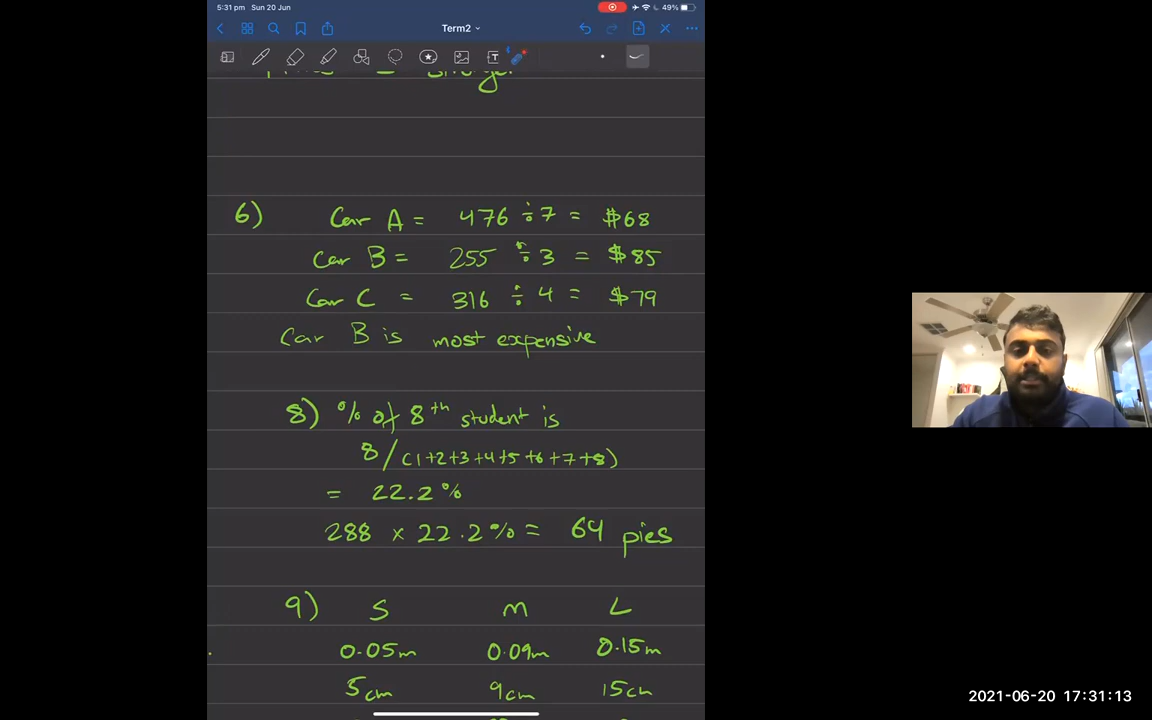 5:31 pm Sun 20 Jun
49%
Term2
6) Car A = 476 ÷ 7 = $68
Car B = 255 ÷ 3 = $85
Car C = 316 ÷ 4 = $79
Car B is most expensive
8) % of 8th student is
8/(1+2+3+4+5+6+7+8)
= 22.2%
288 x 22.2% = 64 pies
9) S M L
0.05m 0.09m 0.15m
5cm 9cm 15cm
2021-06-20 17:31:13